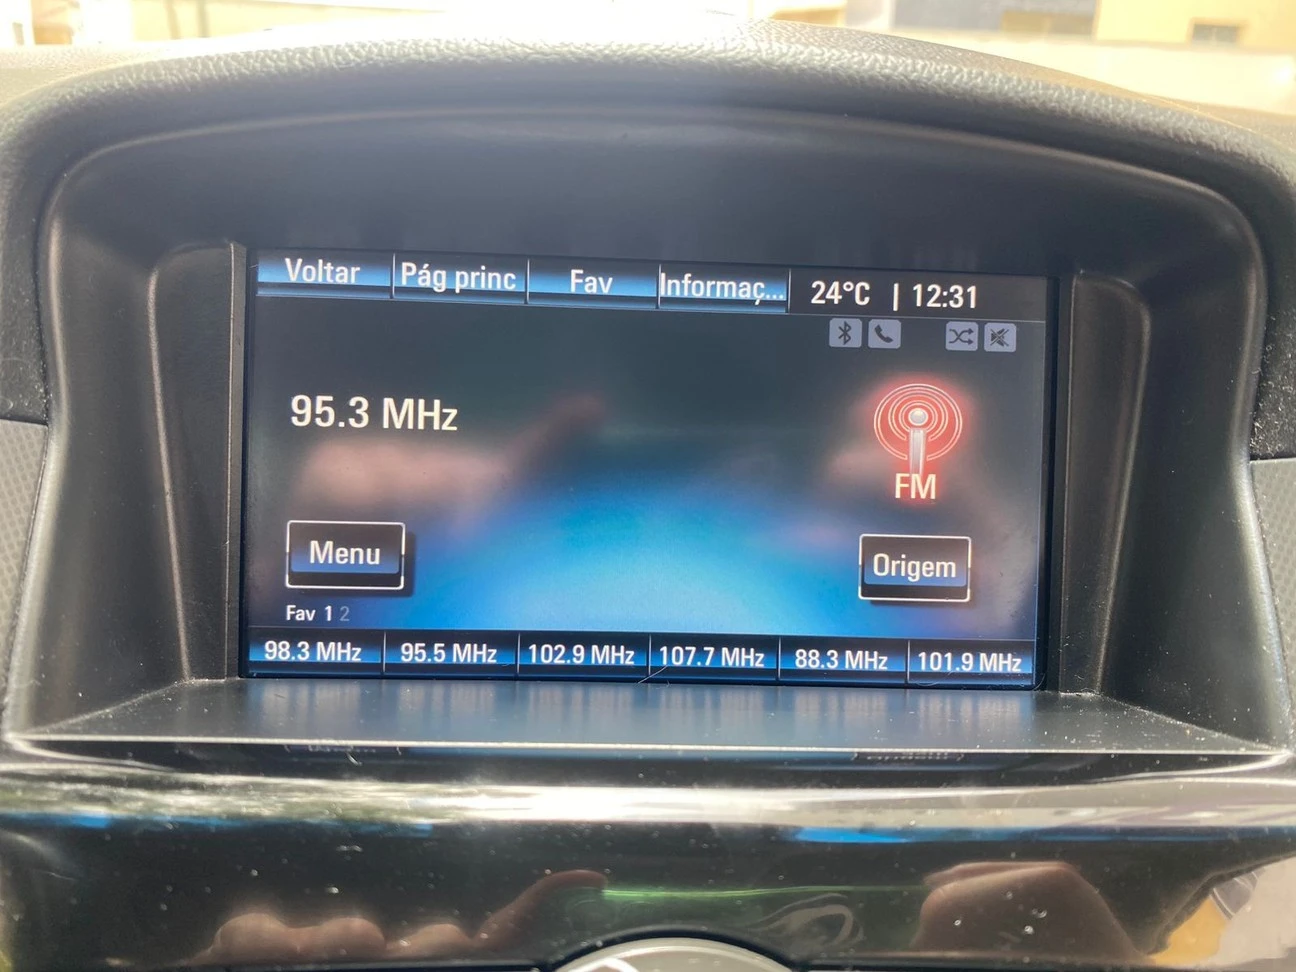 Voltar Pág princ Fav Informaç... 24°C | 12:31
95.3 MHz
FM
Menu
Origem
Fav 1 2
98.3 MHz 95.5 MHz 102.9 MHz 107.7 MHz 88.3 MHz 101.9 MHz